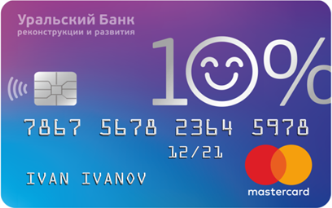 Уральский Банк
реконструкции и развития
10%
7867 5678 2364 5978
12/21
IVAN IVANOV
mastercard